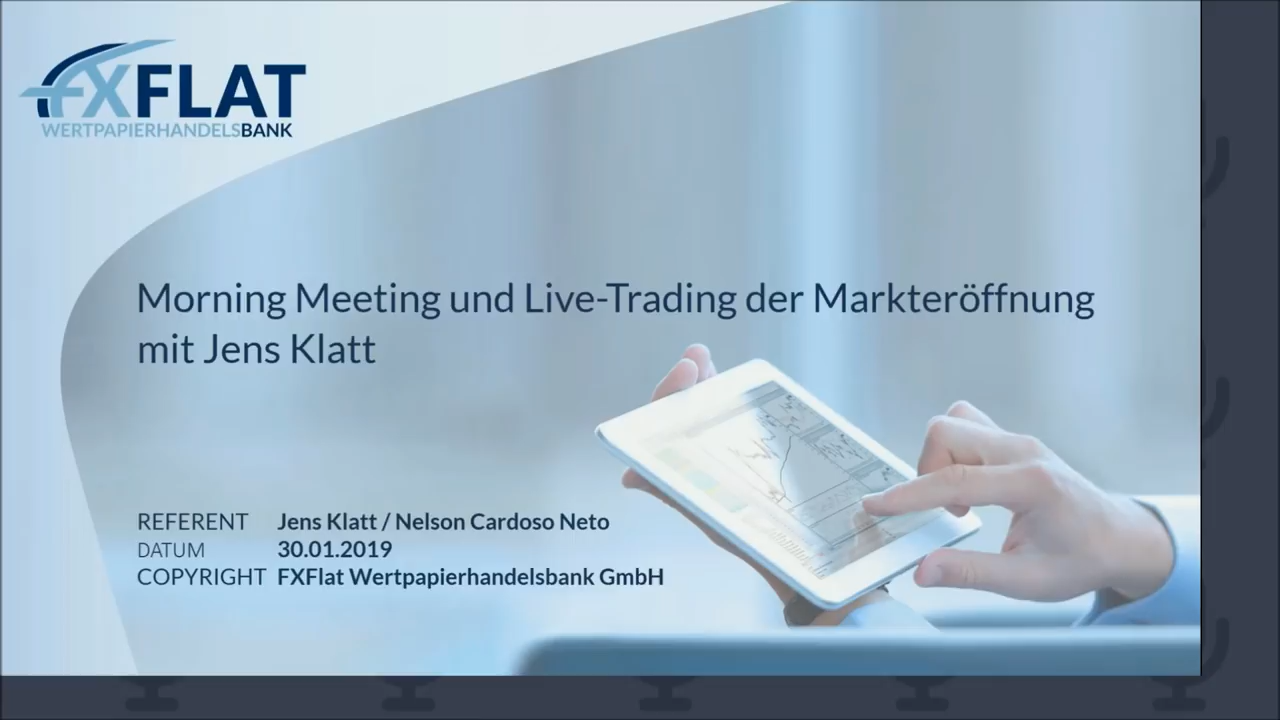 FXFLAT
WERTPAPIERHANDELSBANK
Morning Meeting und Live-Trading der Markteröffnung
mit Jens Klatt
REFERENT Jens Klatt / Nelson Cardoso Neto
DATUM 30.01.2019
COPYRIGHT FXFlat Wertpapierhandelsbank GmbH